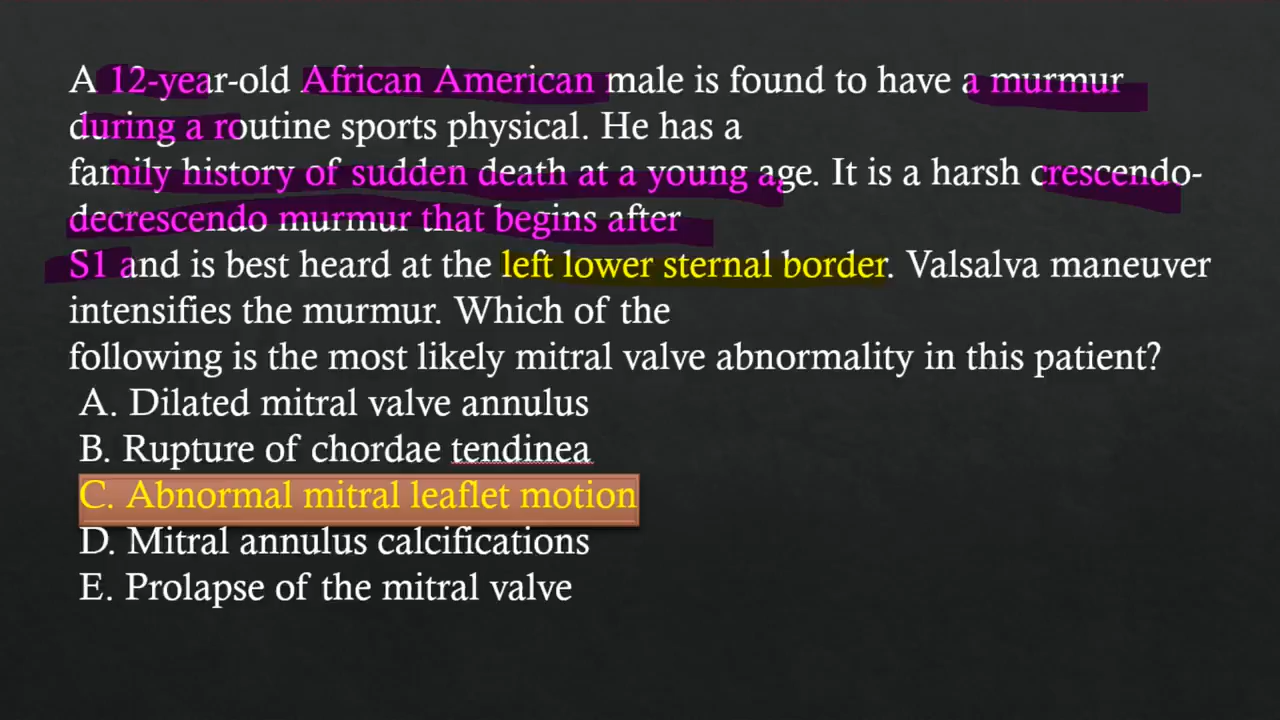 A 12-year-old African American male is found to have a murmur
during a routine sports physical. He has a
family history of sudden death at a young age. It is a harsh crescendo-
decrescendo murmur that begins after
S1 and is best heard at the left lower sternal border. Valsalva maneuver
intensifies the murmur. Which of the
following is the most likely mitral valve abnormality in this patient?
A. Dilated mitral valve annulus
B. Rupture of chordae tendinea
C. Abnormal mitral leaflet motion
D. Mitral annulus calcifications
E. Prolapse of the mitral valve